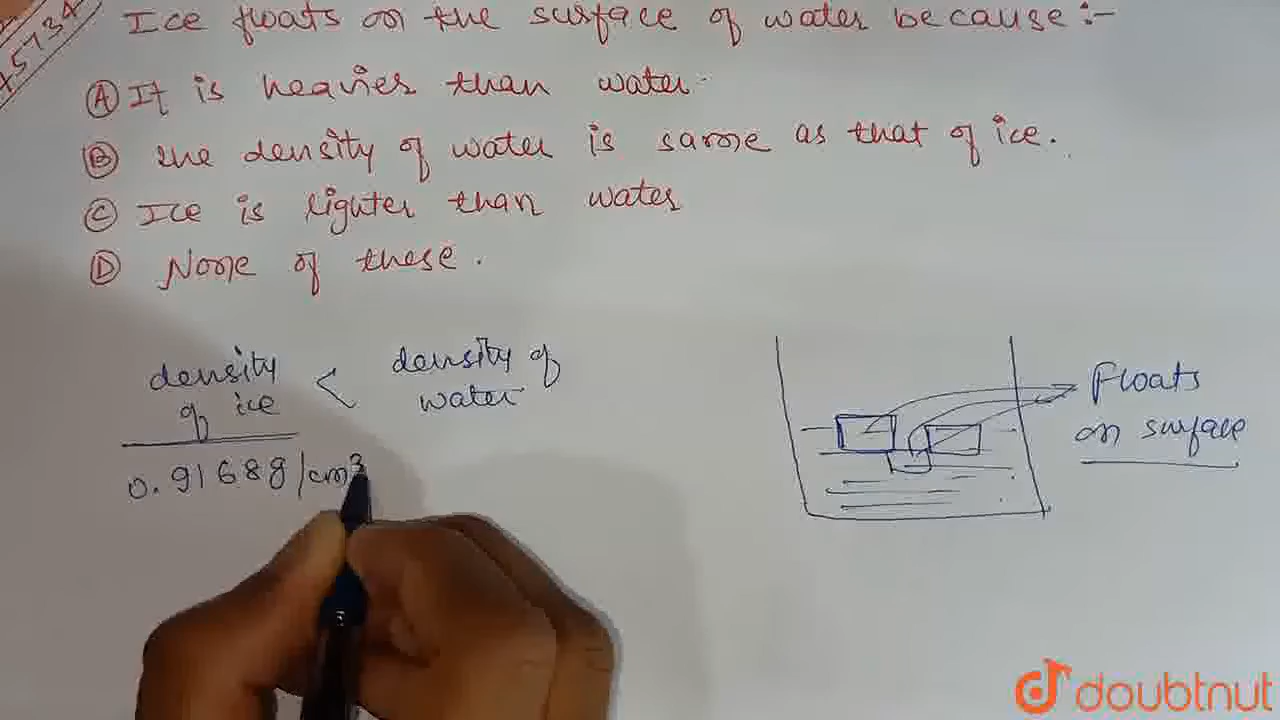 45734
Ice floats on the surface of water because :-
(A) It is heavier than water.
(B) the density of water is same as that of ice.
(C) Ice is lighter than water
(D) None of these.
density of ice < density of water
0.9168g/cm³
Floats
on surface
doubtnut